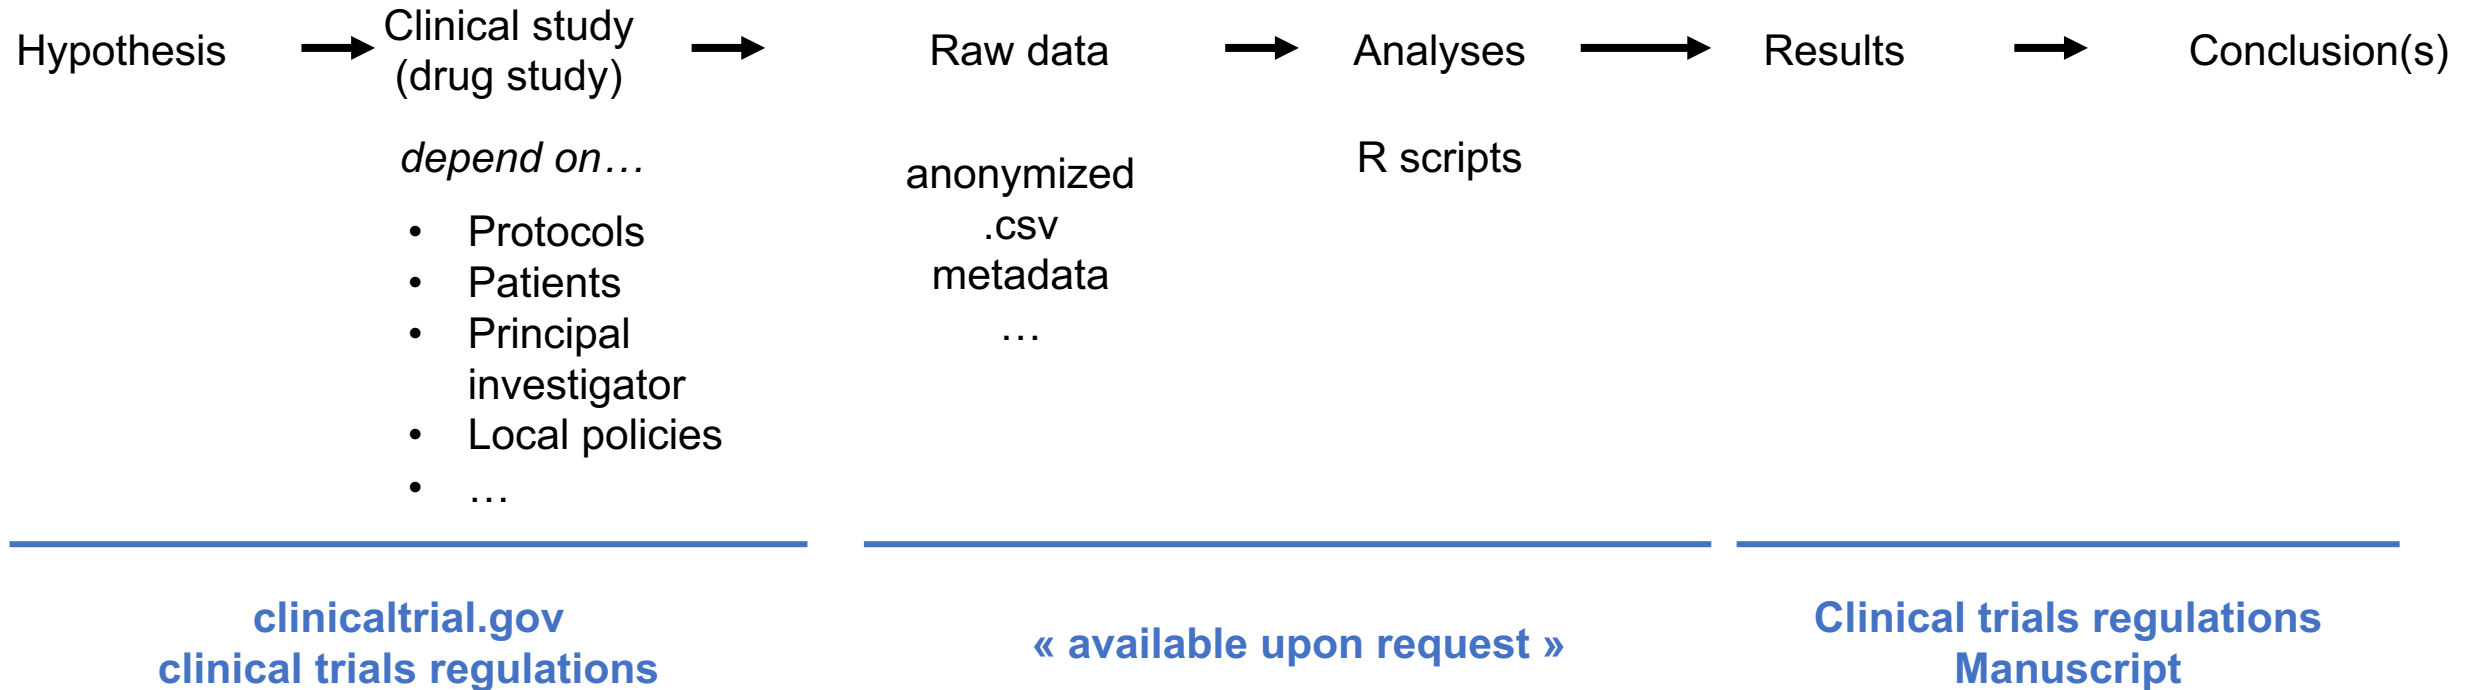 Hypothesis
Clinical study
(drug study)
Raw data
Analyses
Results
Conclusion(s)
depend on…
• Protocols
• Patients
• Principal
investigator
• Local policies
• …
anonymized
.csv
metadata
…
R scripts
clinicaltrial.gov
clinical trials regulations
« available upon request »
Clinical trials regulations
Manuscript